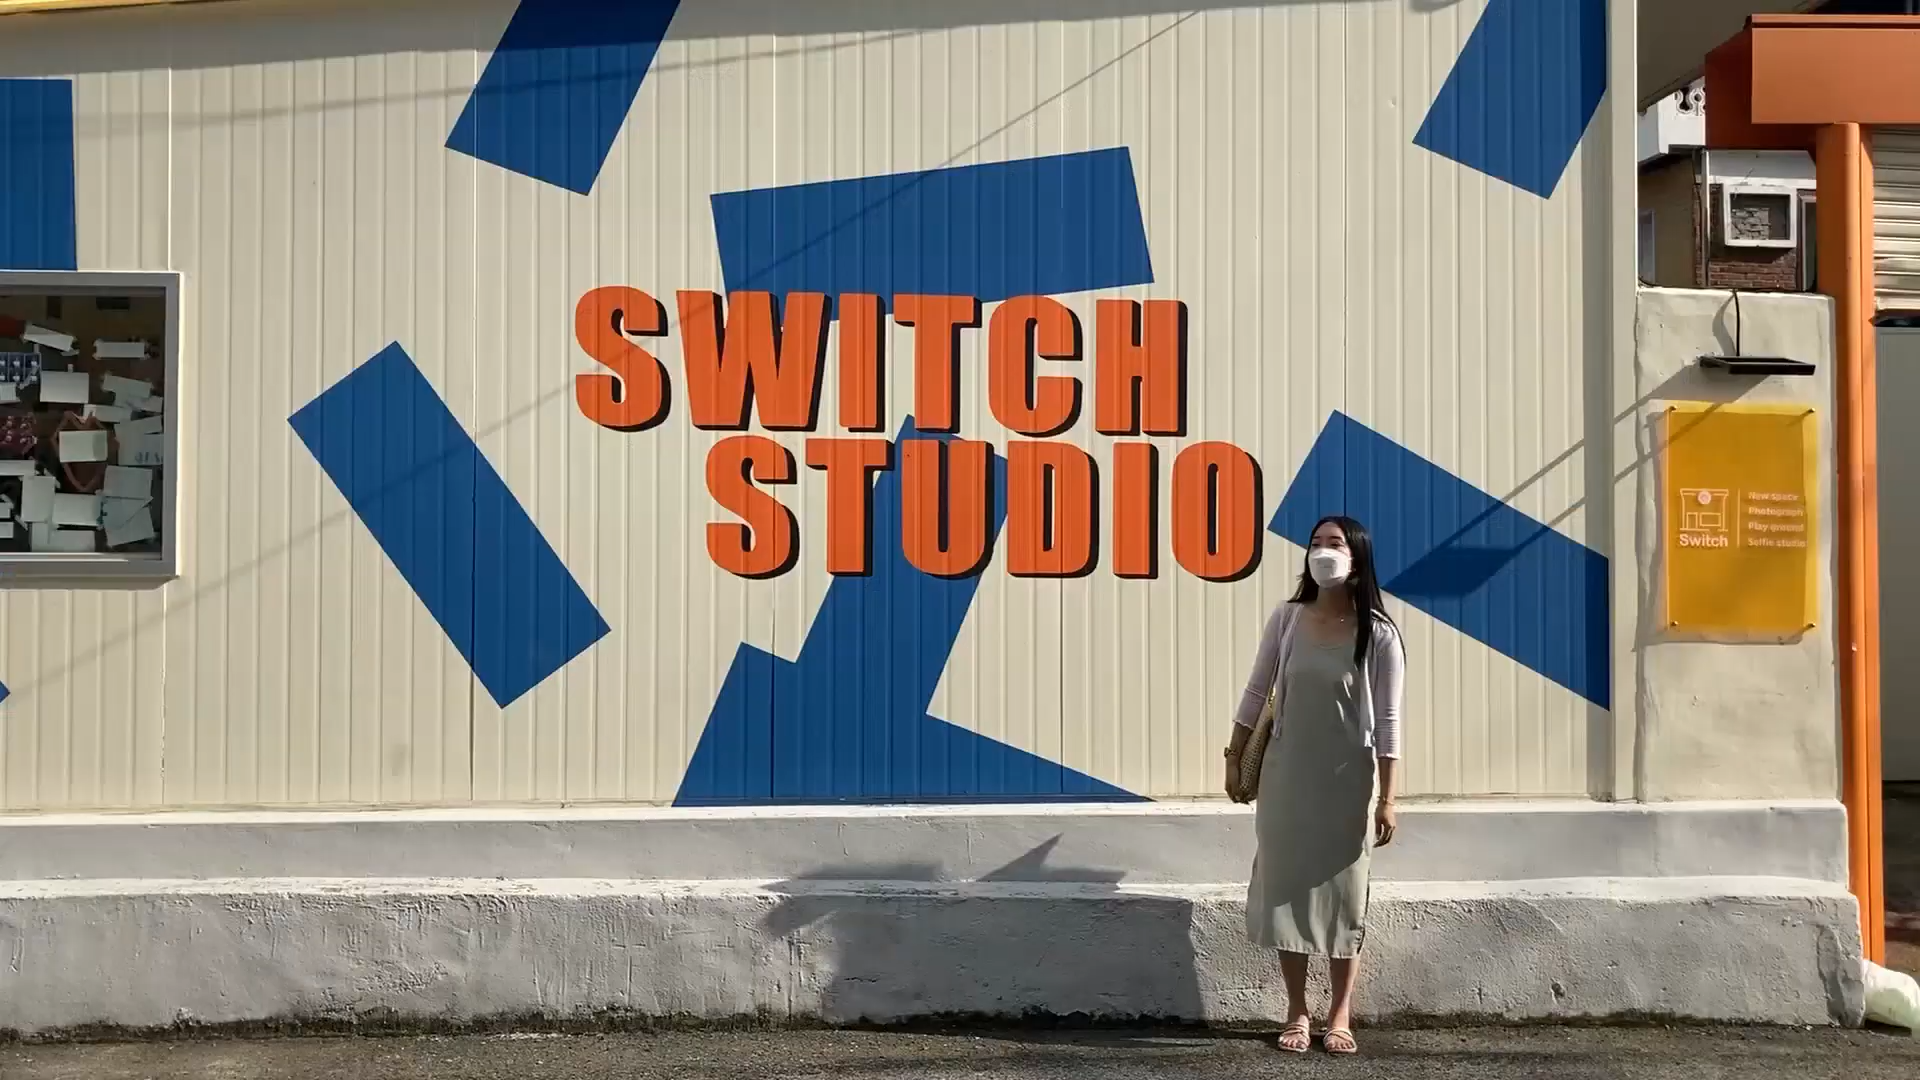 SWITCH
STUDIO
New space
Photograph
Play ground
Selfie studio
Switch